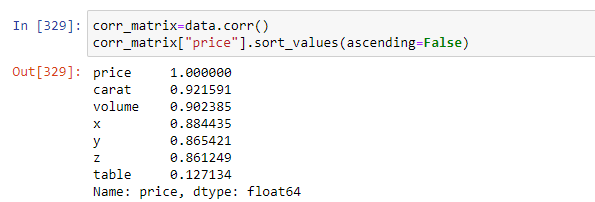 In [329]: corr_matrix=data.corr()
corr_matrix["price"].sort_values(ascending=False)
Out[329]: price 1.000000
carat 0.921591
volume 0.902385
x 0.884435
y 0.865421
z 0.861249
table 0.127134
Name: price, dtype: float64